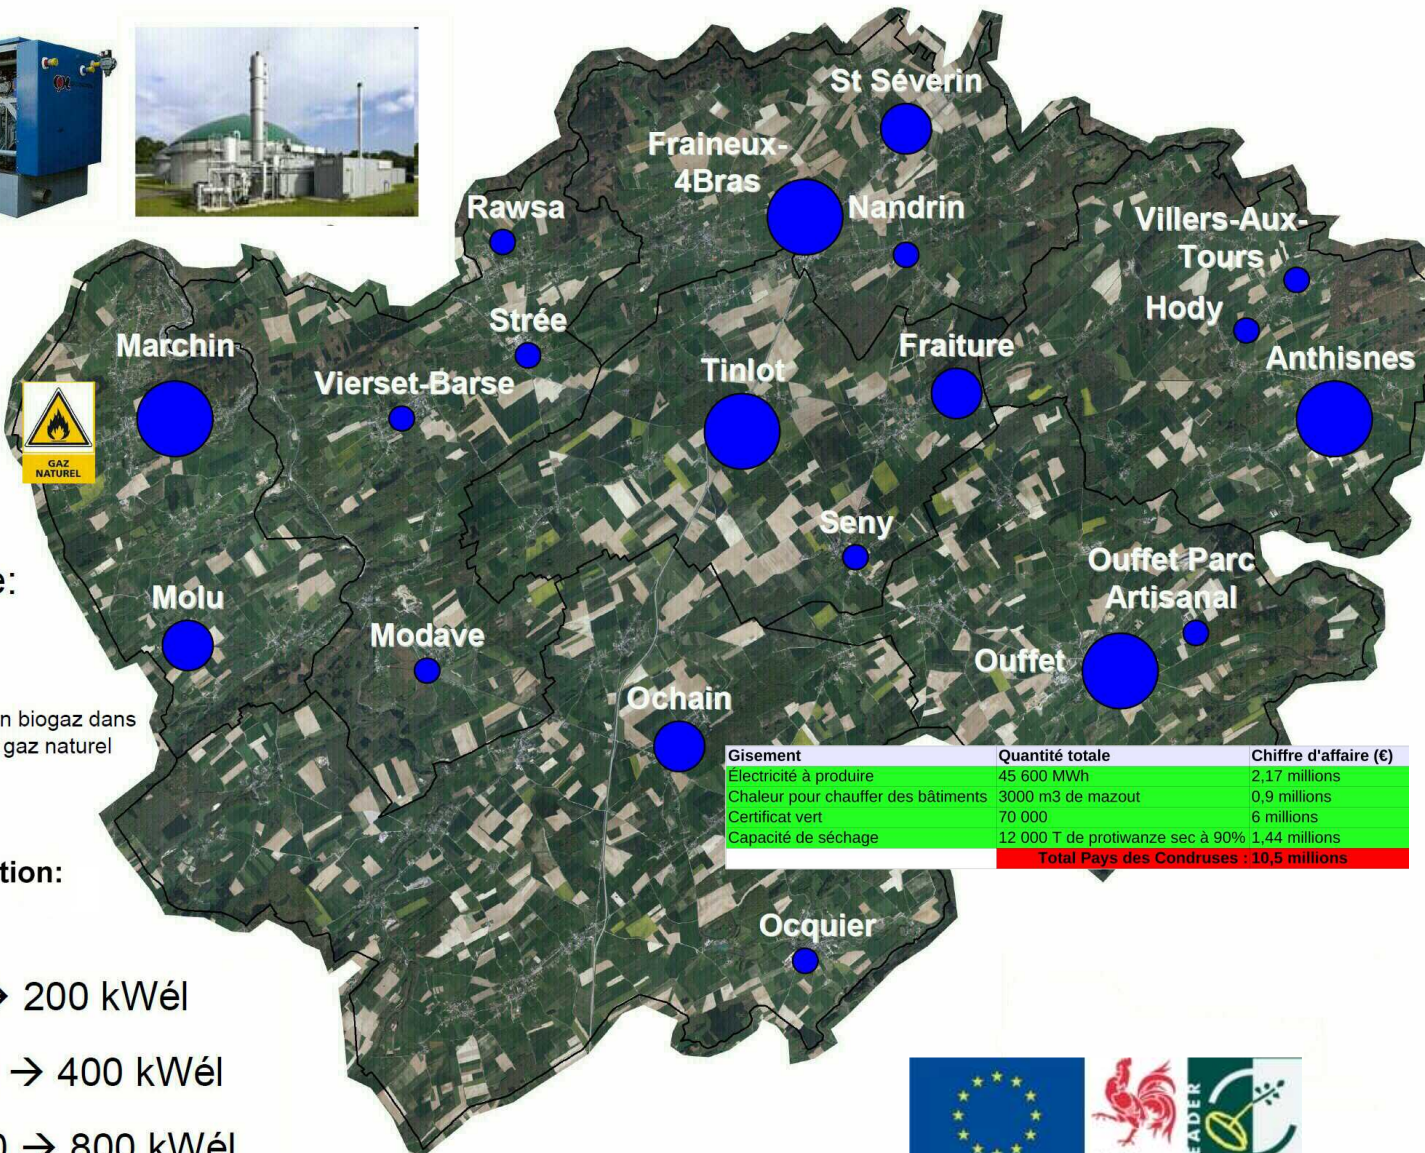 St Séverin
Fraineux-
4Bras
Rawsa
Nandrin
Villers-Aux-
Tours
Hody
Strée
Marchin
Fraiture
Anthisnes
Tinlot
Vierset-Barse
GAZ
NATUREL
Seny
Ouffet Parc
Artisanal
e:
Molu
Modave
Ouffet
Ochain
n biogaz dans
gaz naturel
Gisement Quantité totale Chiffre d'affaire (€)
Électricité à produire 45 600 MWh 2,17 millions
Chaleur pour chauffer des bâtiments 3000 m3 de mazout 0,9 millions
Certificat vert 70 000 6 millions
Capacité de séchage 12 000 T de protiwanze sec à 90% 1,44 millions
Total Pays des Condruses : 10,5 millions
tion:
Ocquier
→ 200 kWél
→ 400 kWél
0 → 800 kWél
EADER